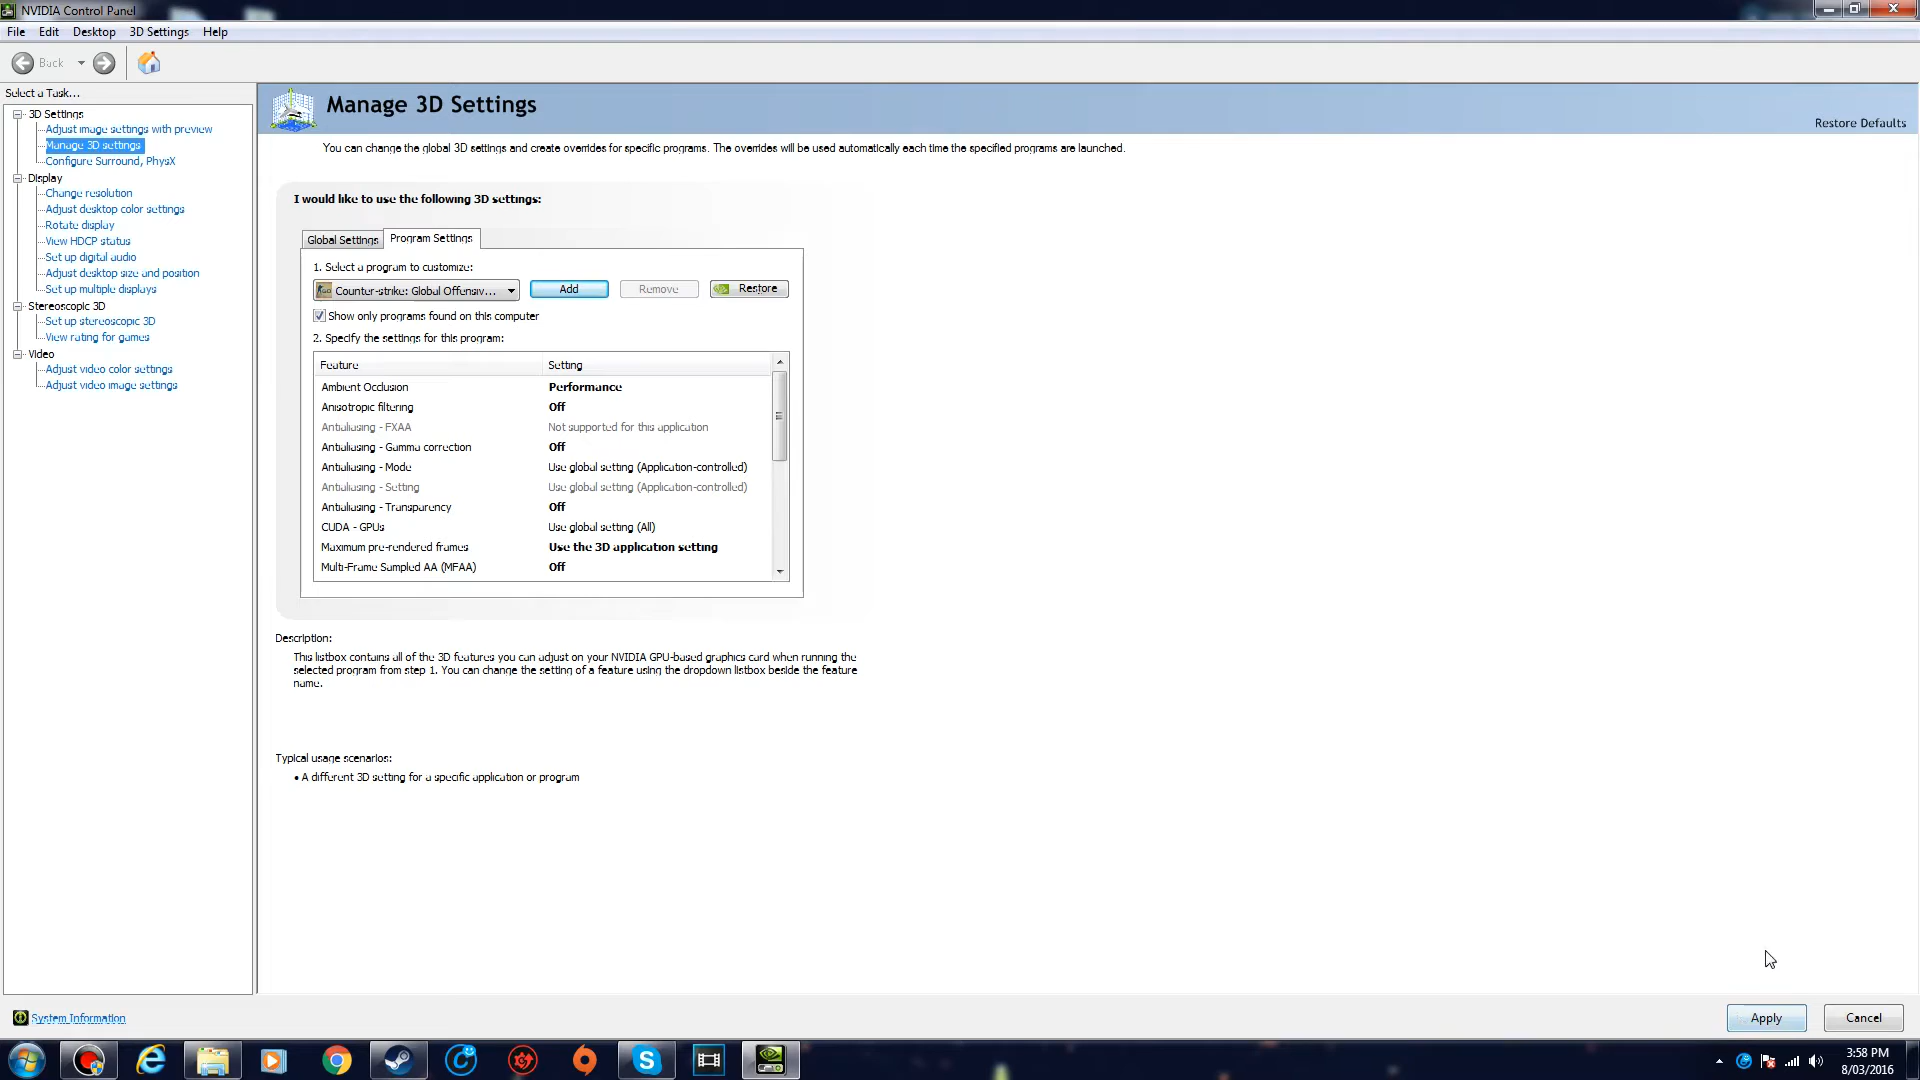 NVIDIA Control Panel
File Edit Desktop 3D Settings Help
Back
Select a Task...
3D Settings
Adjust image settings with preview
Manage 3D settings
Configure Surround, PhysX
Display
Change resolution
Adjust desktop color settings
Rotate display
View HDCP status
Set up digital audio
Adjust desktop size and position
Set up multiple displays
Stereoscopic 3D
Set up stereoscopic 3D
View rating for games
Video
Adjust video color settings
Adjust video image settings
System Information
Manage 3D Settings
Restore Defaults
You can change the global 3D settings and create overrides for specific programs. The overrides will be used automatically each time the specified programs are launched.
I would like to use the following 3D settings:
Global Settings Program Settings
1. Select a program to customize:
Counter-strike: Global Offensiv... Add Remove Restore
Show only programs found on this computer
2. Specify the settings for this program:
Feature Setting
Ambient Occlusion Performance
Anisotropic filtering Off
Antialiasing - FXAA Not supported for this application
Antialiasing - Gamma correction Off
Antialiasing - Mode Use global setting (Application-controlled)
Antialiasing - Setting Use global setting (Application-controlled)
Antialiasing - Transparency Off
CUDA - GPUs Use global setting (All)
Maximum pre-rendered frames Use the 3D application setting
Multi-Frame Sampled AA (MFAA) Off
Description:
This listbox contains all of the 3D features you can adjust on your NVIDIA GPU-based graphics card when running the
selected program from step 1. You can change the setting of a feature using the dropdown listbox beside the feature
name.
Typical usage scenarios:
• A different 3D setting for a specific application or program
Apply Cancel
3:58 PM
8/03/2016